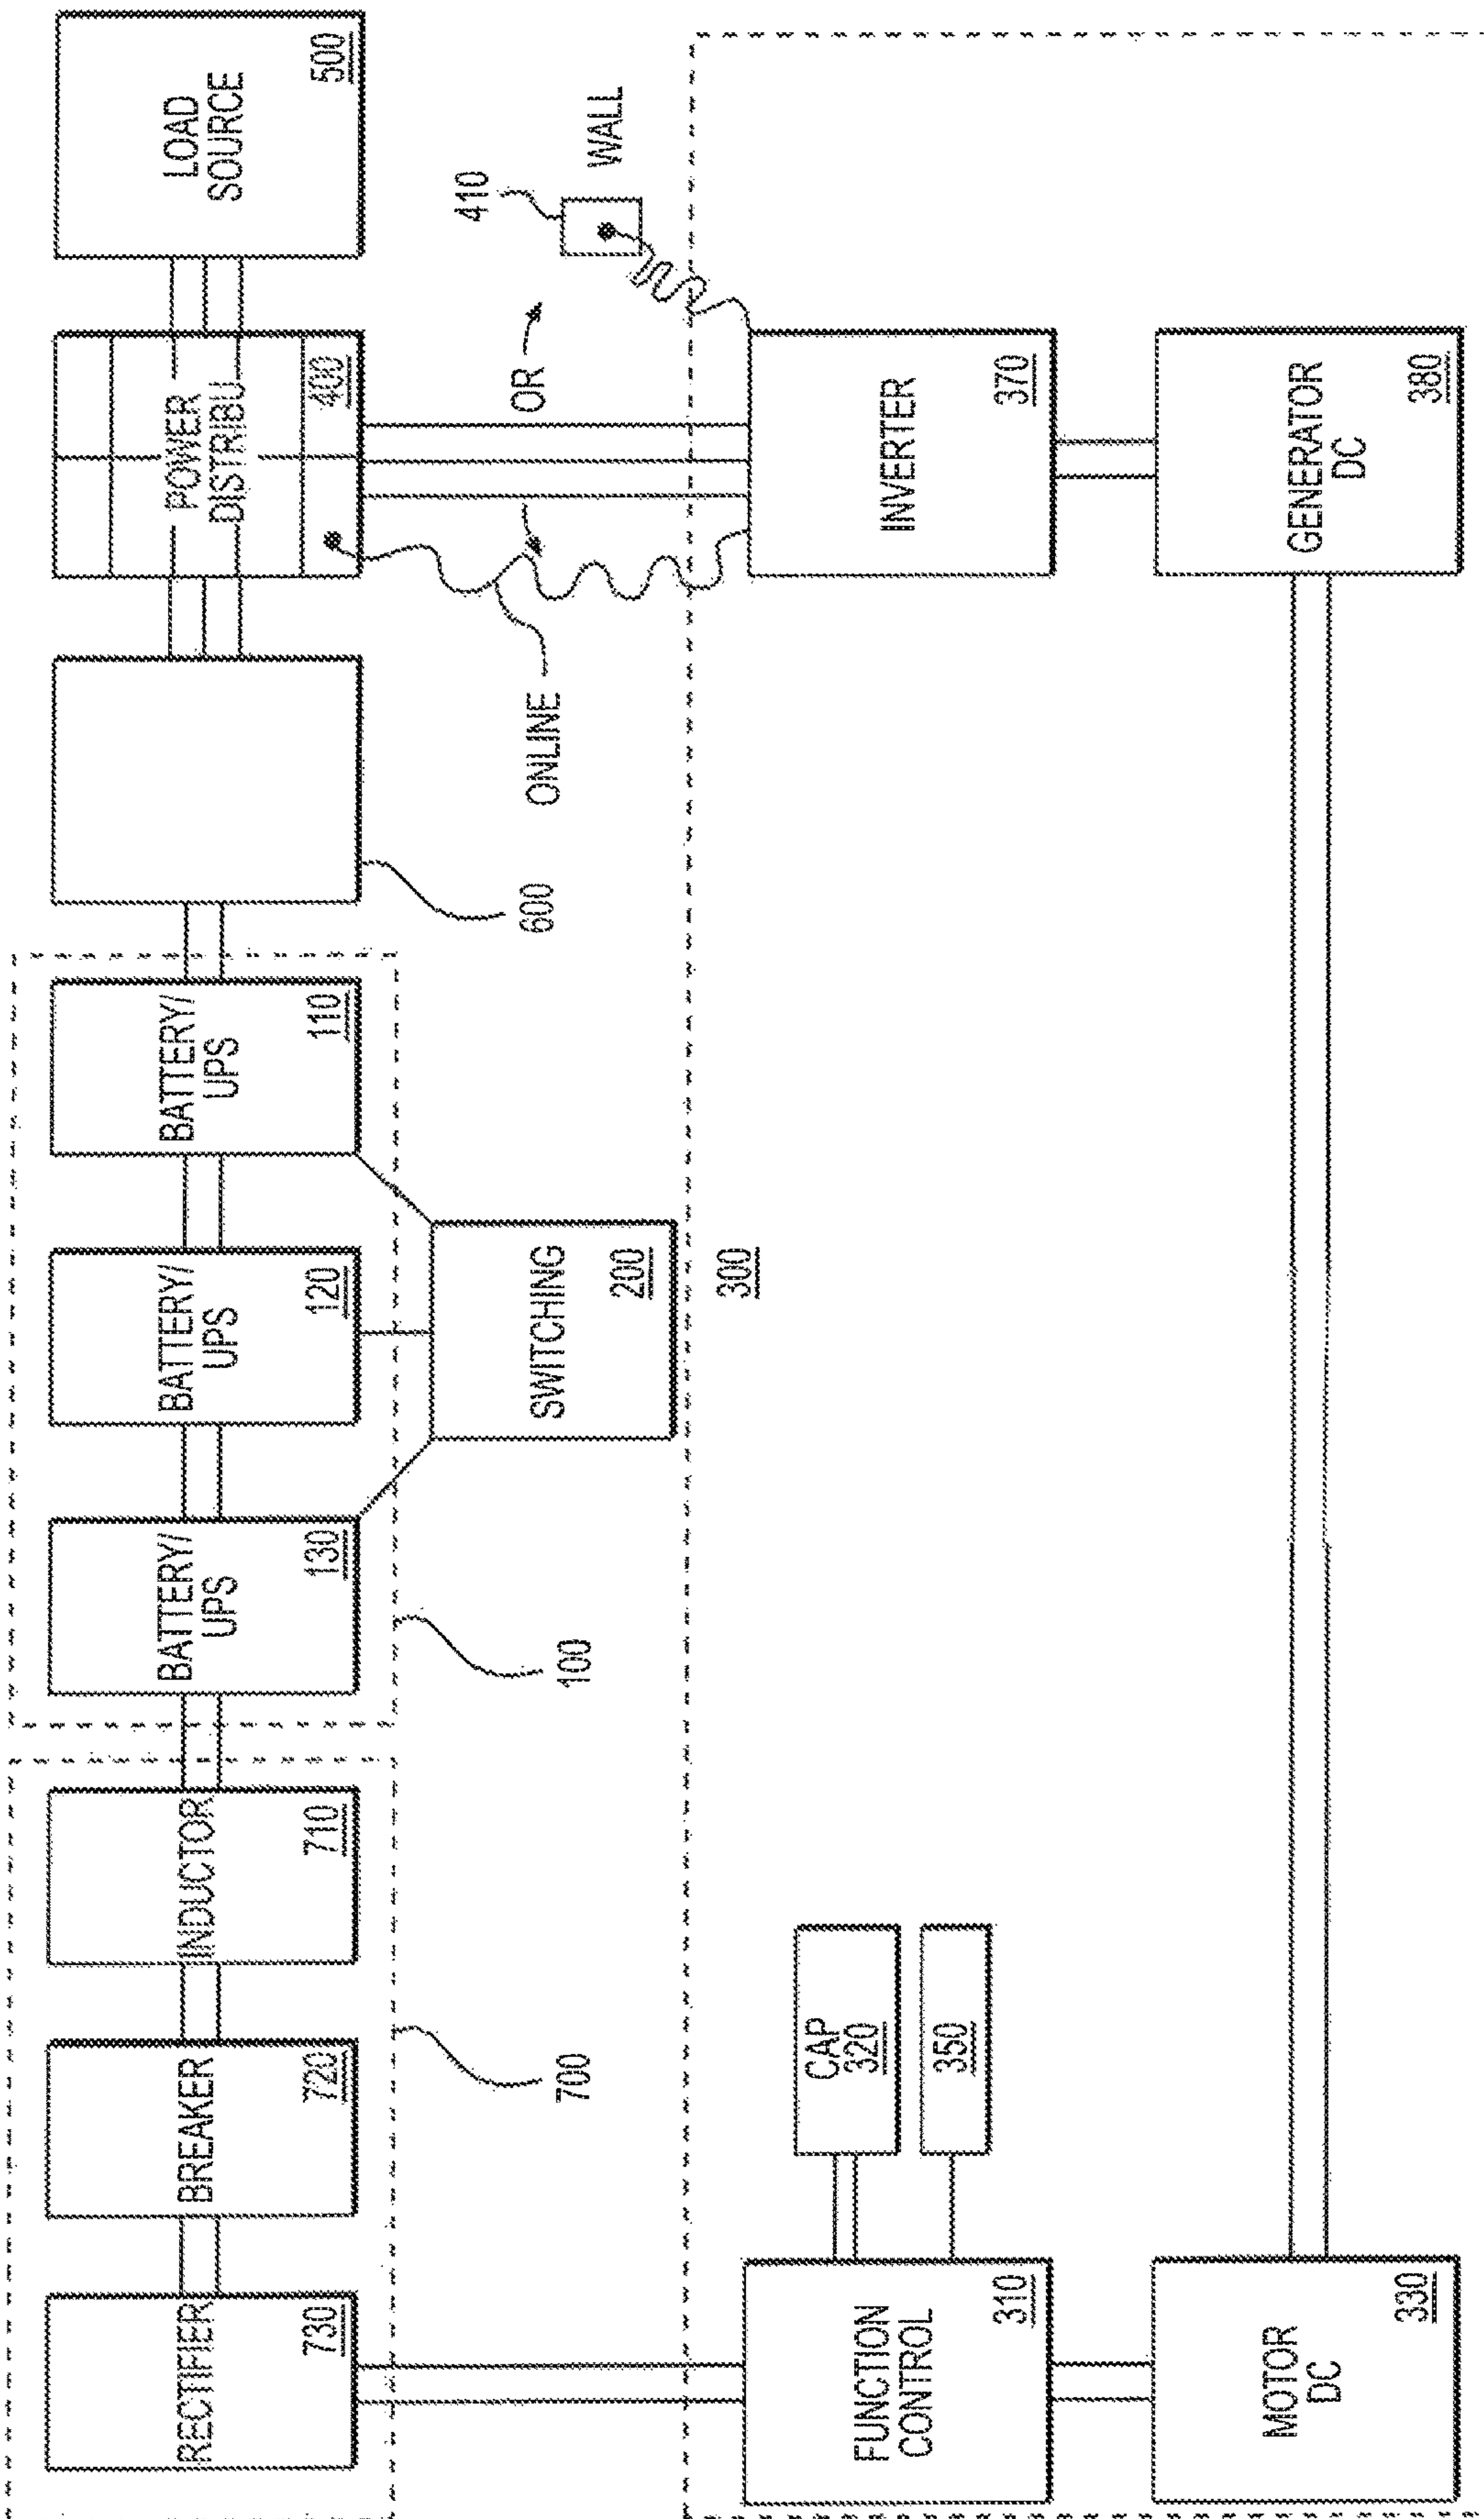 RECTIFIER
730
BREAKER
720
INDUCTOR
710
BATTERY/
UPS
130
BATTERY/
UPS
120
BATTERY/
UPS
110
POWER
DISTRIBU
400
LOAD
SOURCE
500
700
100
SWITCHING
200
600
ONLINE
OR
410
WALL
300
FUNCTION
CONTROL
310
CAP
320
350
INVERTER
370
MOTOR
DC
330
GENERATOR
DC
380